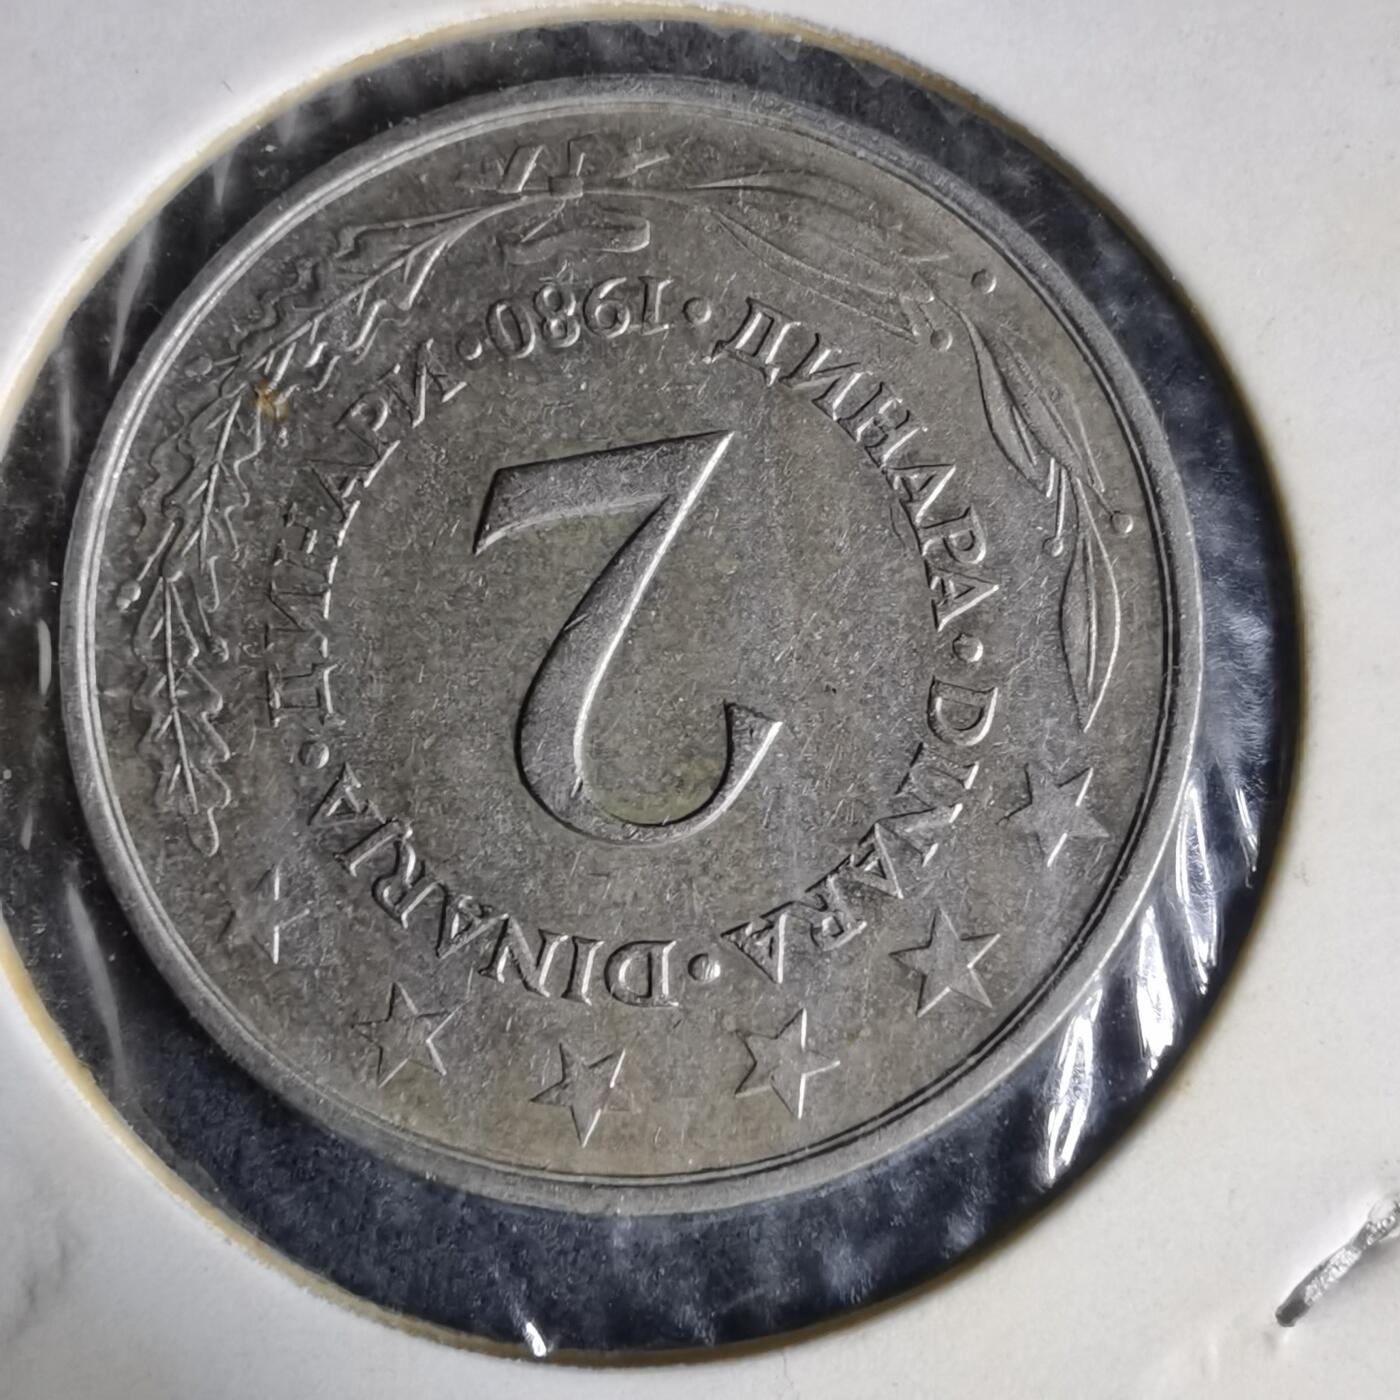 2
ДИНАРА · DINARA · DINARJA · ДИНАРИ · 1980 ·